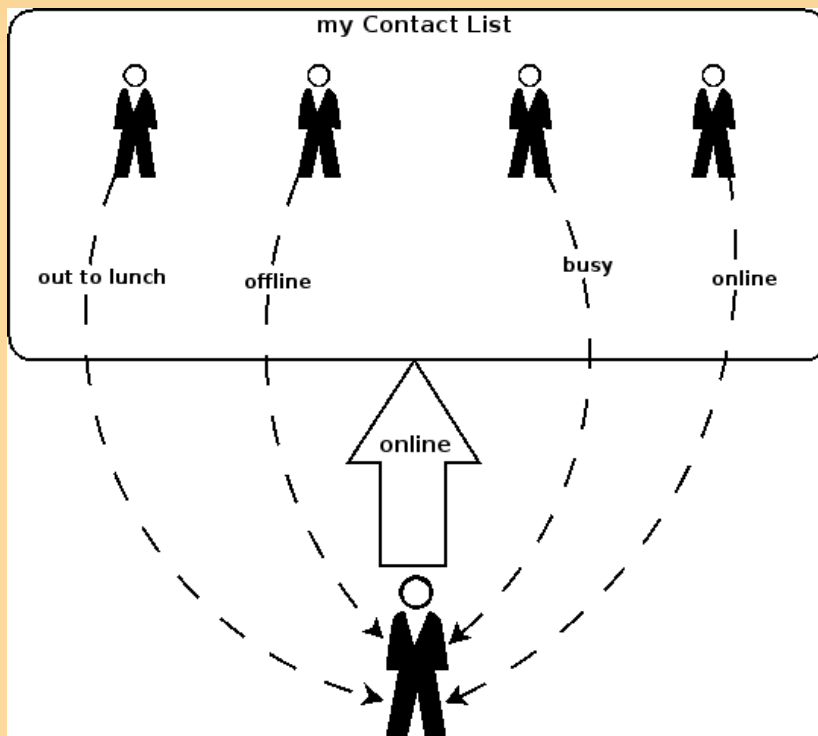 my Contact List
out to lunch
offline
busy
online
online